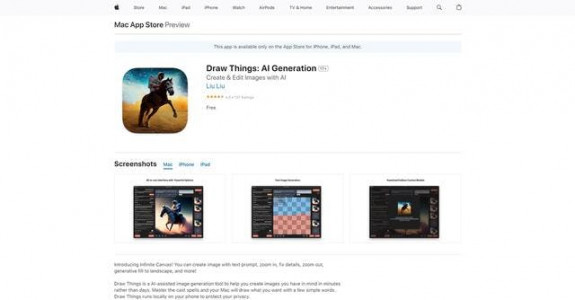 Store Mac iPad iPhone Watch AirPods TV & Home Entertainment Accessories Support
Mac App Store Preview
This app is available only on the App Store for iPhone, iPad, and Mac.
Draw Things: AI Generation
Create & Edit Images with AI
Liu Liu
Free
Screenshots Mac iPhone iPad
Introducing Infinite Canvas! You can create image with text prompt, zoom in, fix details, zoom out,
generative fill to landscape, and more!
Draw Things is a AI-assisted image generation tool to help you create images you have in mind in minutes
rather than days. Master the cast spells and your Mac will draw what you want with a few simple words.
Draw Things runs locally on your phone to protect your privacy.